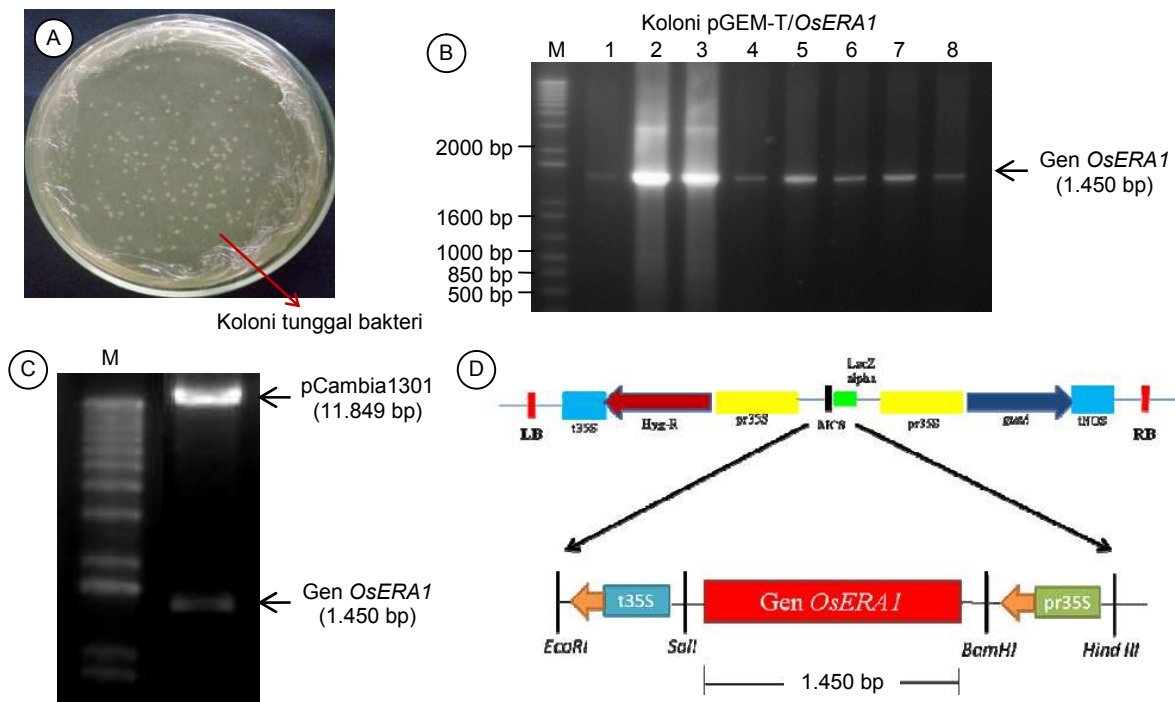 A
Koloni tunggal bakteri
B
Koloni pGEM-T/OsERA1
M 1 2 3 4 5 6 7 8
2000 bp
1600 bp
1000 bp
850 bp
500 bp
Gen OsERA1
(1.450 bp)
C
M
pCambia1301
(11.849 bp)
Gen OsERA1
(1.450 bp)
D
LacZ
alpha
LB
t35S
Hyg-R
pr35S
MCS
pr35S
gusA
tNOS
RB
t35S
Gen OsERA1
pr35S
EcoRI
SalI
BamHI
Hind III
1.450 bp